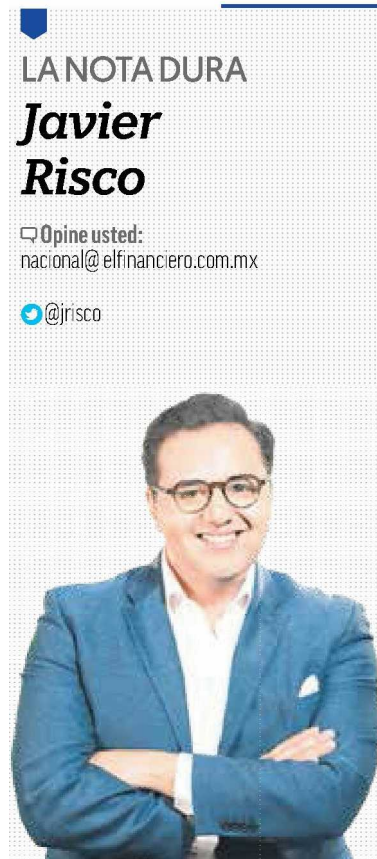 LA NOTA DURA
Javier
Risco
Opine usted:
nacional@elfinanciero.com.mx
@jrisco